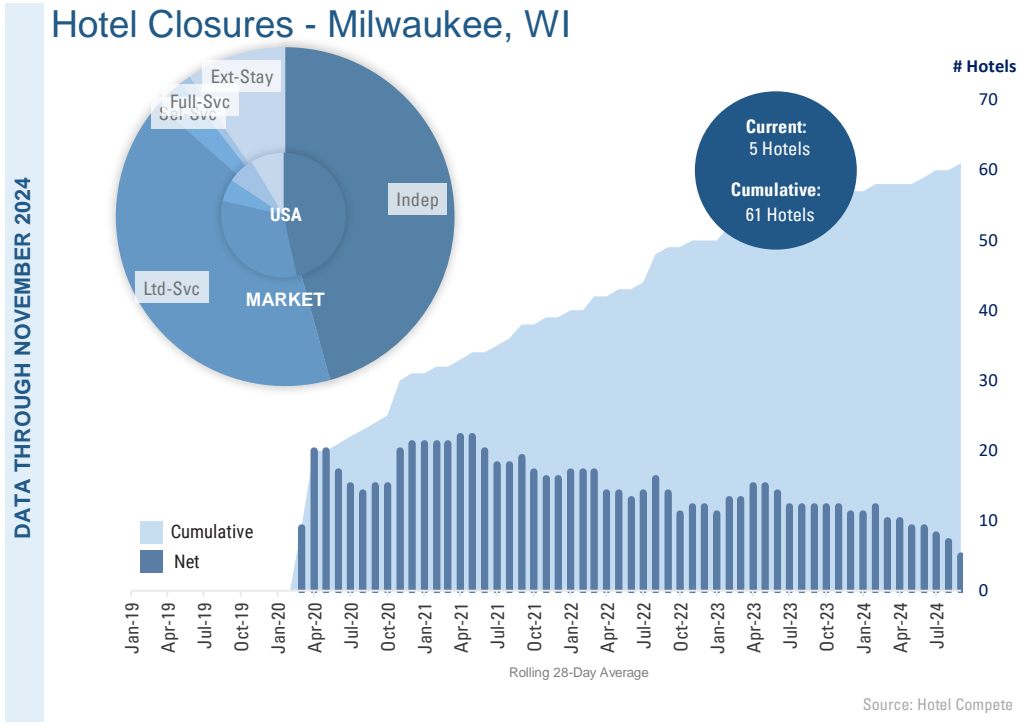 Hotel Closures - Milwaukee, WI
DATA THROUGH NOVEMBER 2024
Ext-Stay
Full-Svc
Sel-Svc
Indep
USA
Ltd-Svc
MARKET
Current:
5 Hotels
Cumulative:
61 Hotels
# Hotels
70
60
50
40
30
20
10
0
Cumulative
Net
Jan-19
Apr-19
Jul-19
Oct-19
Jan-20
Apr-20
Jul-20
Oct-20
Jan-21
Apr-21
Jul-21
Oct-21
Jan-22
Apr-22
Jul-22
Oct-22
Jan-23
Apr-23
Jul-23
Oct-23
Jan-24
Apr-24
Jul-24
Rolling 28-Day Average
Source: Hotel Compete